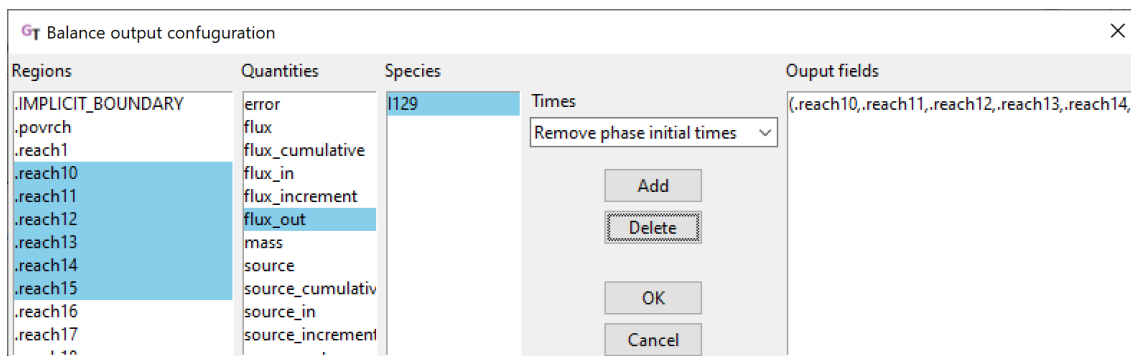 GT Balance output confuguration
Regions
Quantities
Species
Ouput fields
.IMPLICIT_BOUNDARY
.povrch
.reach1
.reach10
.reach11
.reach12
.reach13
.reach14
.reach15
.reach16
.reach17
error
flux
flux_cumulative
flux_in
flux_increment
flux_out
mass
source
source_cumulativ
source_in
source_increment
I129
Times
Remove phase initial times
Add
Delete
OK
Cancel
(.reach10,.reach11,.reach12,.reach13,.reach14,